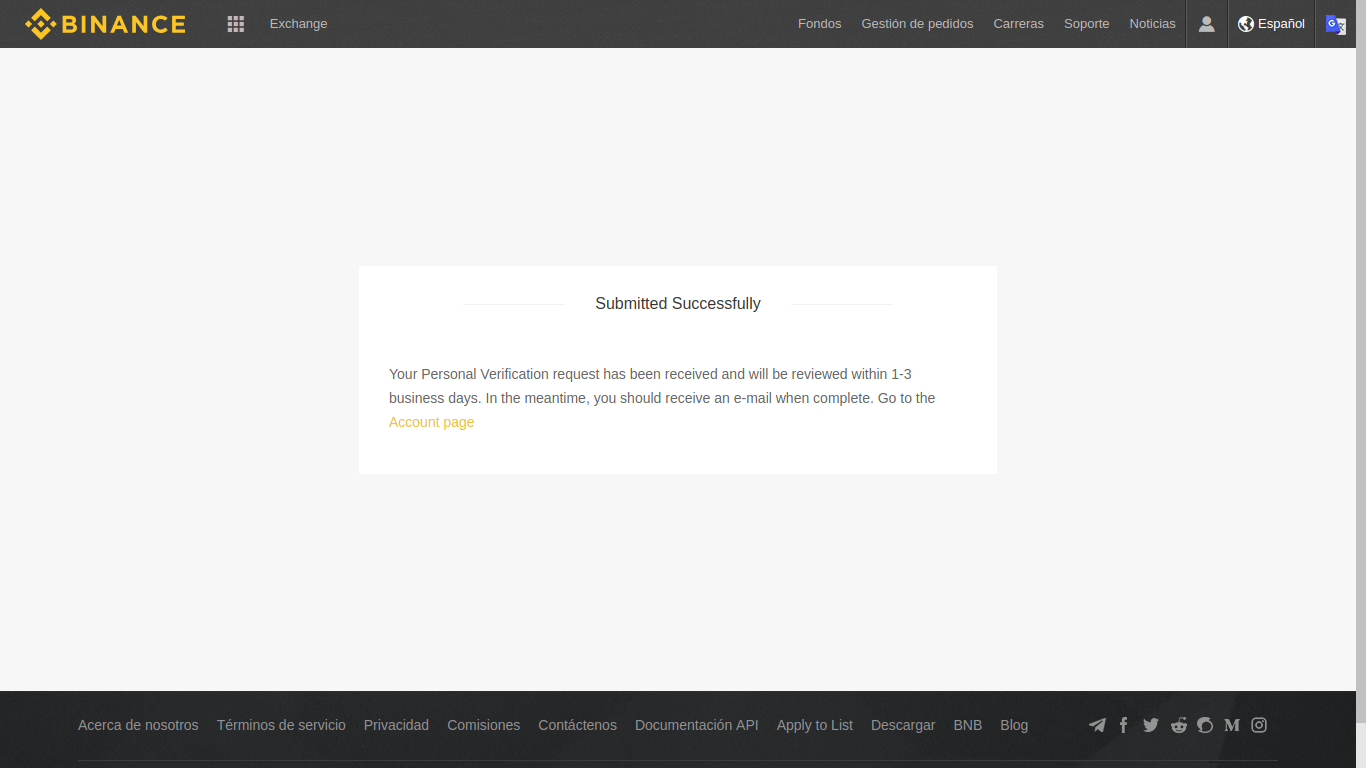 BINANCE Exchange Fondos Gestión de pedidos Carreras Soporte Noticias Español
Submitted Successfully
Your Personal Verification request has been received and will be reviewed within 1-3
business days. In the meantime, you should receive an e-mail when complete. Go to the
Account page
Acerca de nosotros Términos de servicio Privacidad Comisiones Contáctenos Documentación API Apply to List Descargar BNB Blog